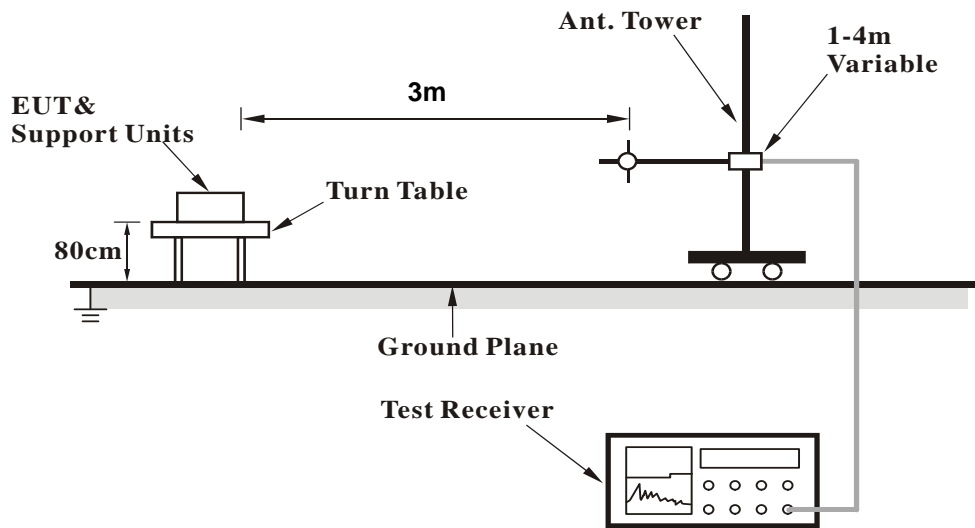 Ant. Tower
1-4m
Variable
3m
EUT&
Support Units
Turn Table
80cm
Ground Plane
Test Receiver